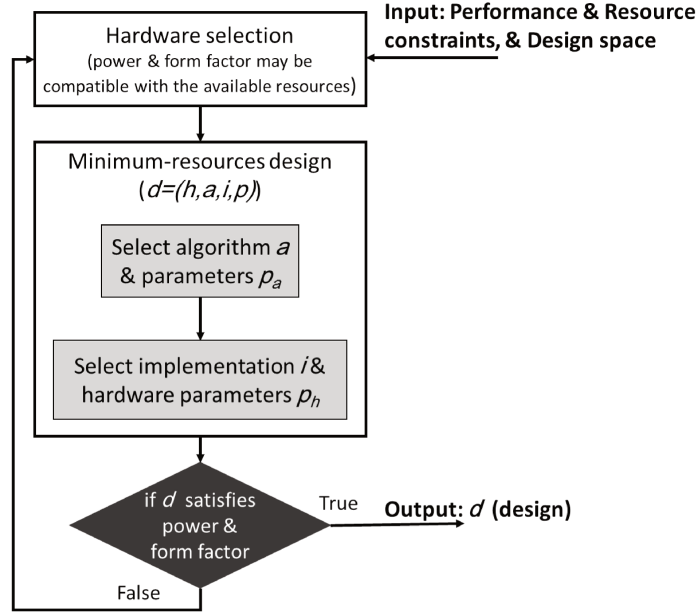 Input: Performance & Resource
constraints, & Design space
Hardware selection
(power & form factor may be
compatible with the available resources)
Minimum-resources design
(d=(h,a,i,p))
Select algorithm a
& parameters pₐ
Select implementation i &
hardware parameters pₕ
if d satisfies
power &
form factor
True
Output: d (design)
False